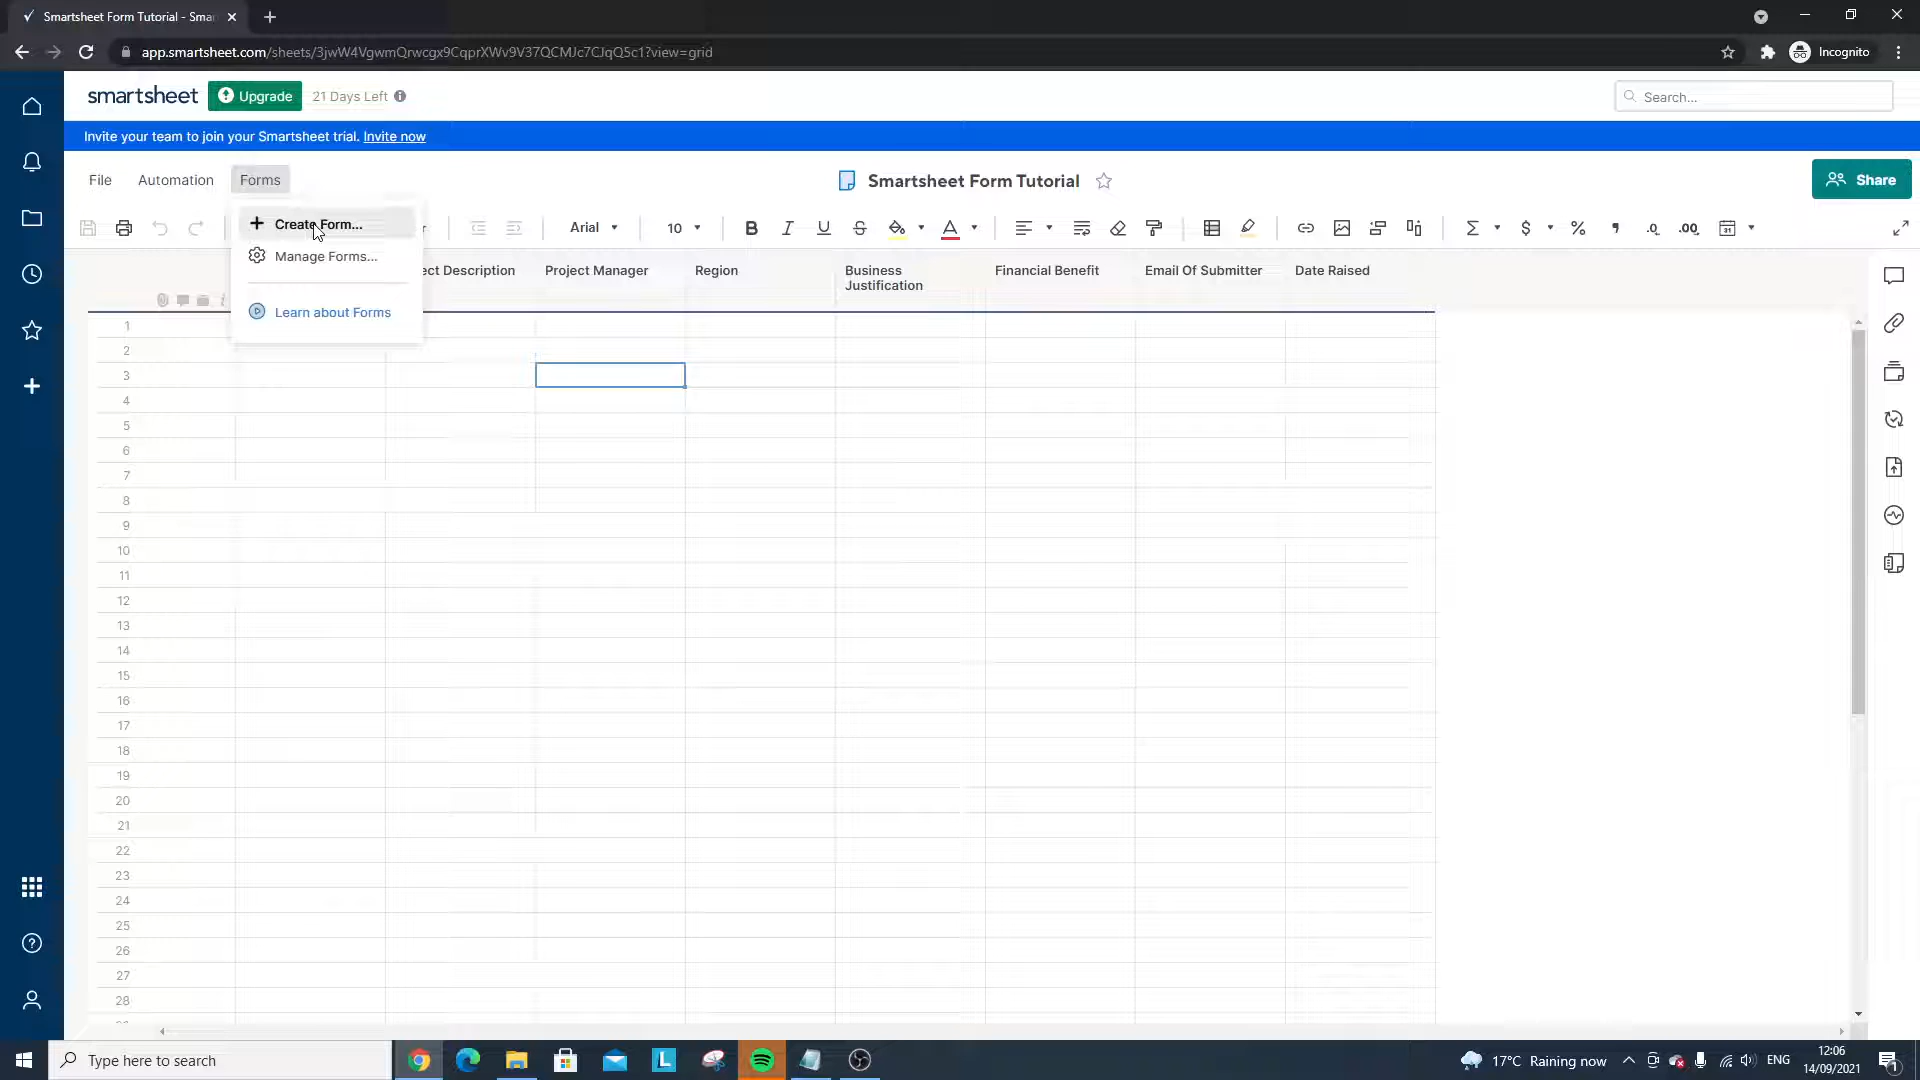 Smartsheet Form Tutorial - Sma
app.smartsheet.com/sheets/3jwW4VgwmQrwcgx9CqprXWv9V37QCMJc7CJqQ5c1?view=grid
Incognito
smartsheet Upgrade 21 Days Left
Search...
Invite your team to join your Smartsheet trial. Invite now
File Automation Forms
Smartsheet Form Tutorial
Share
Create Form...
Arial 10
Manage Forms...
Learn about Forms
ect Description Project Manager Region Business Justification Financial Benefit Email Of Submitter Date Raised
1
2
3
4
5
6
7
8
9
10
11
12
13
14
15
16
17
18
19
20
21
22
23
24
25
26
27
28
Type here to search
17°C Raining now
ENG
12:06
14/09/2021